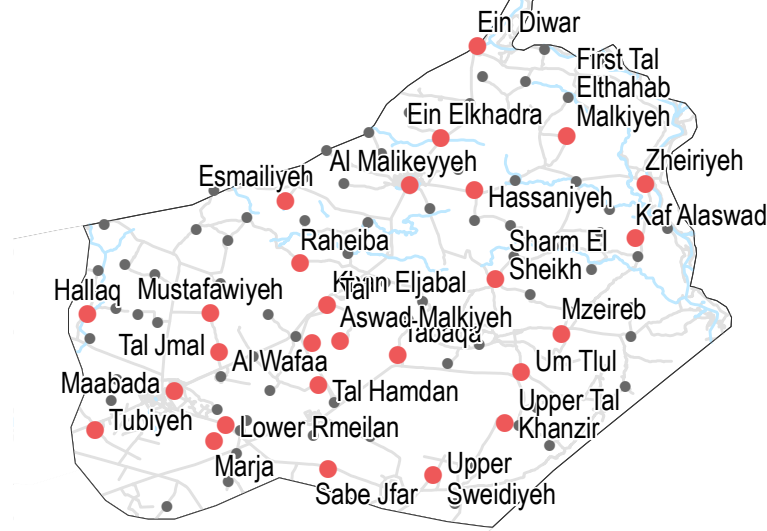 Ein Diwar
First Tal
Elthahab
Malkiyeh
Ein Elkhadra
Al Malikeyyeh
Zheiriyeh
Esmailiyeh
Hassaniyeh
Kaf Alaswad
Raheiba
Sharm El
Sheikh
Khan Eljabal
Tal
Aswad-Malkiyeh
Hallaq
Mustafawiyeh
Mzeireb
Tabaqa
Tal Jmal
Al Wafaa
Um Tlul
Maabada
Tal Hamdan
Upper Tal
Khanzir
Tubiyeh
Lower Rmeilan
Marja
Sabe Jfar
Upper
Sweidiyeh